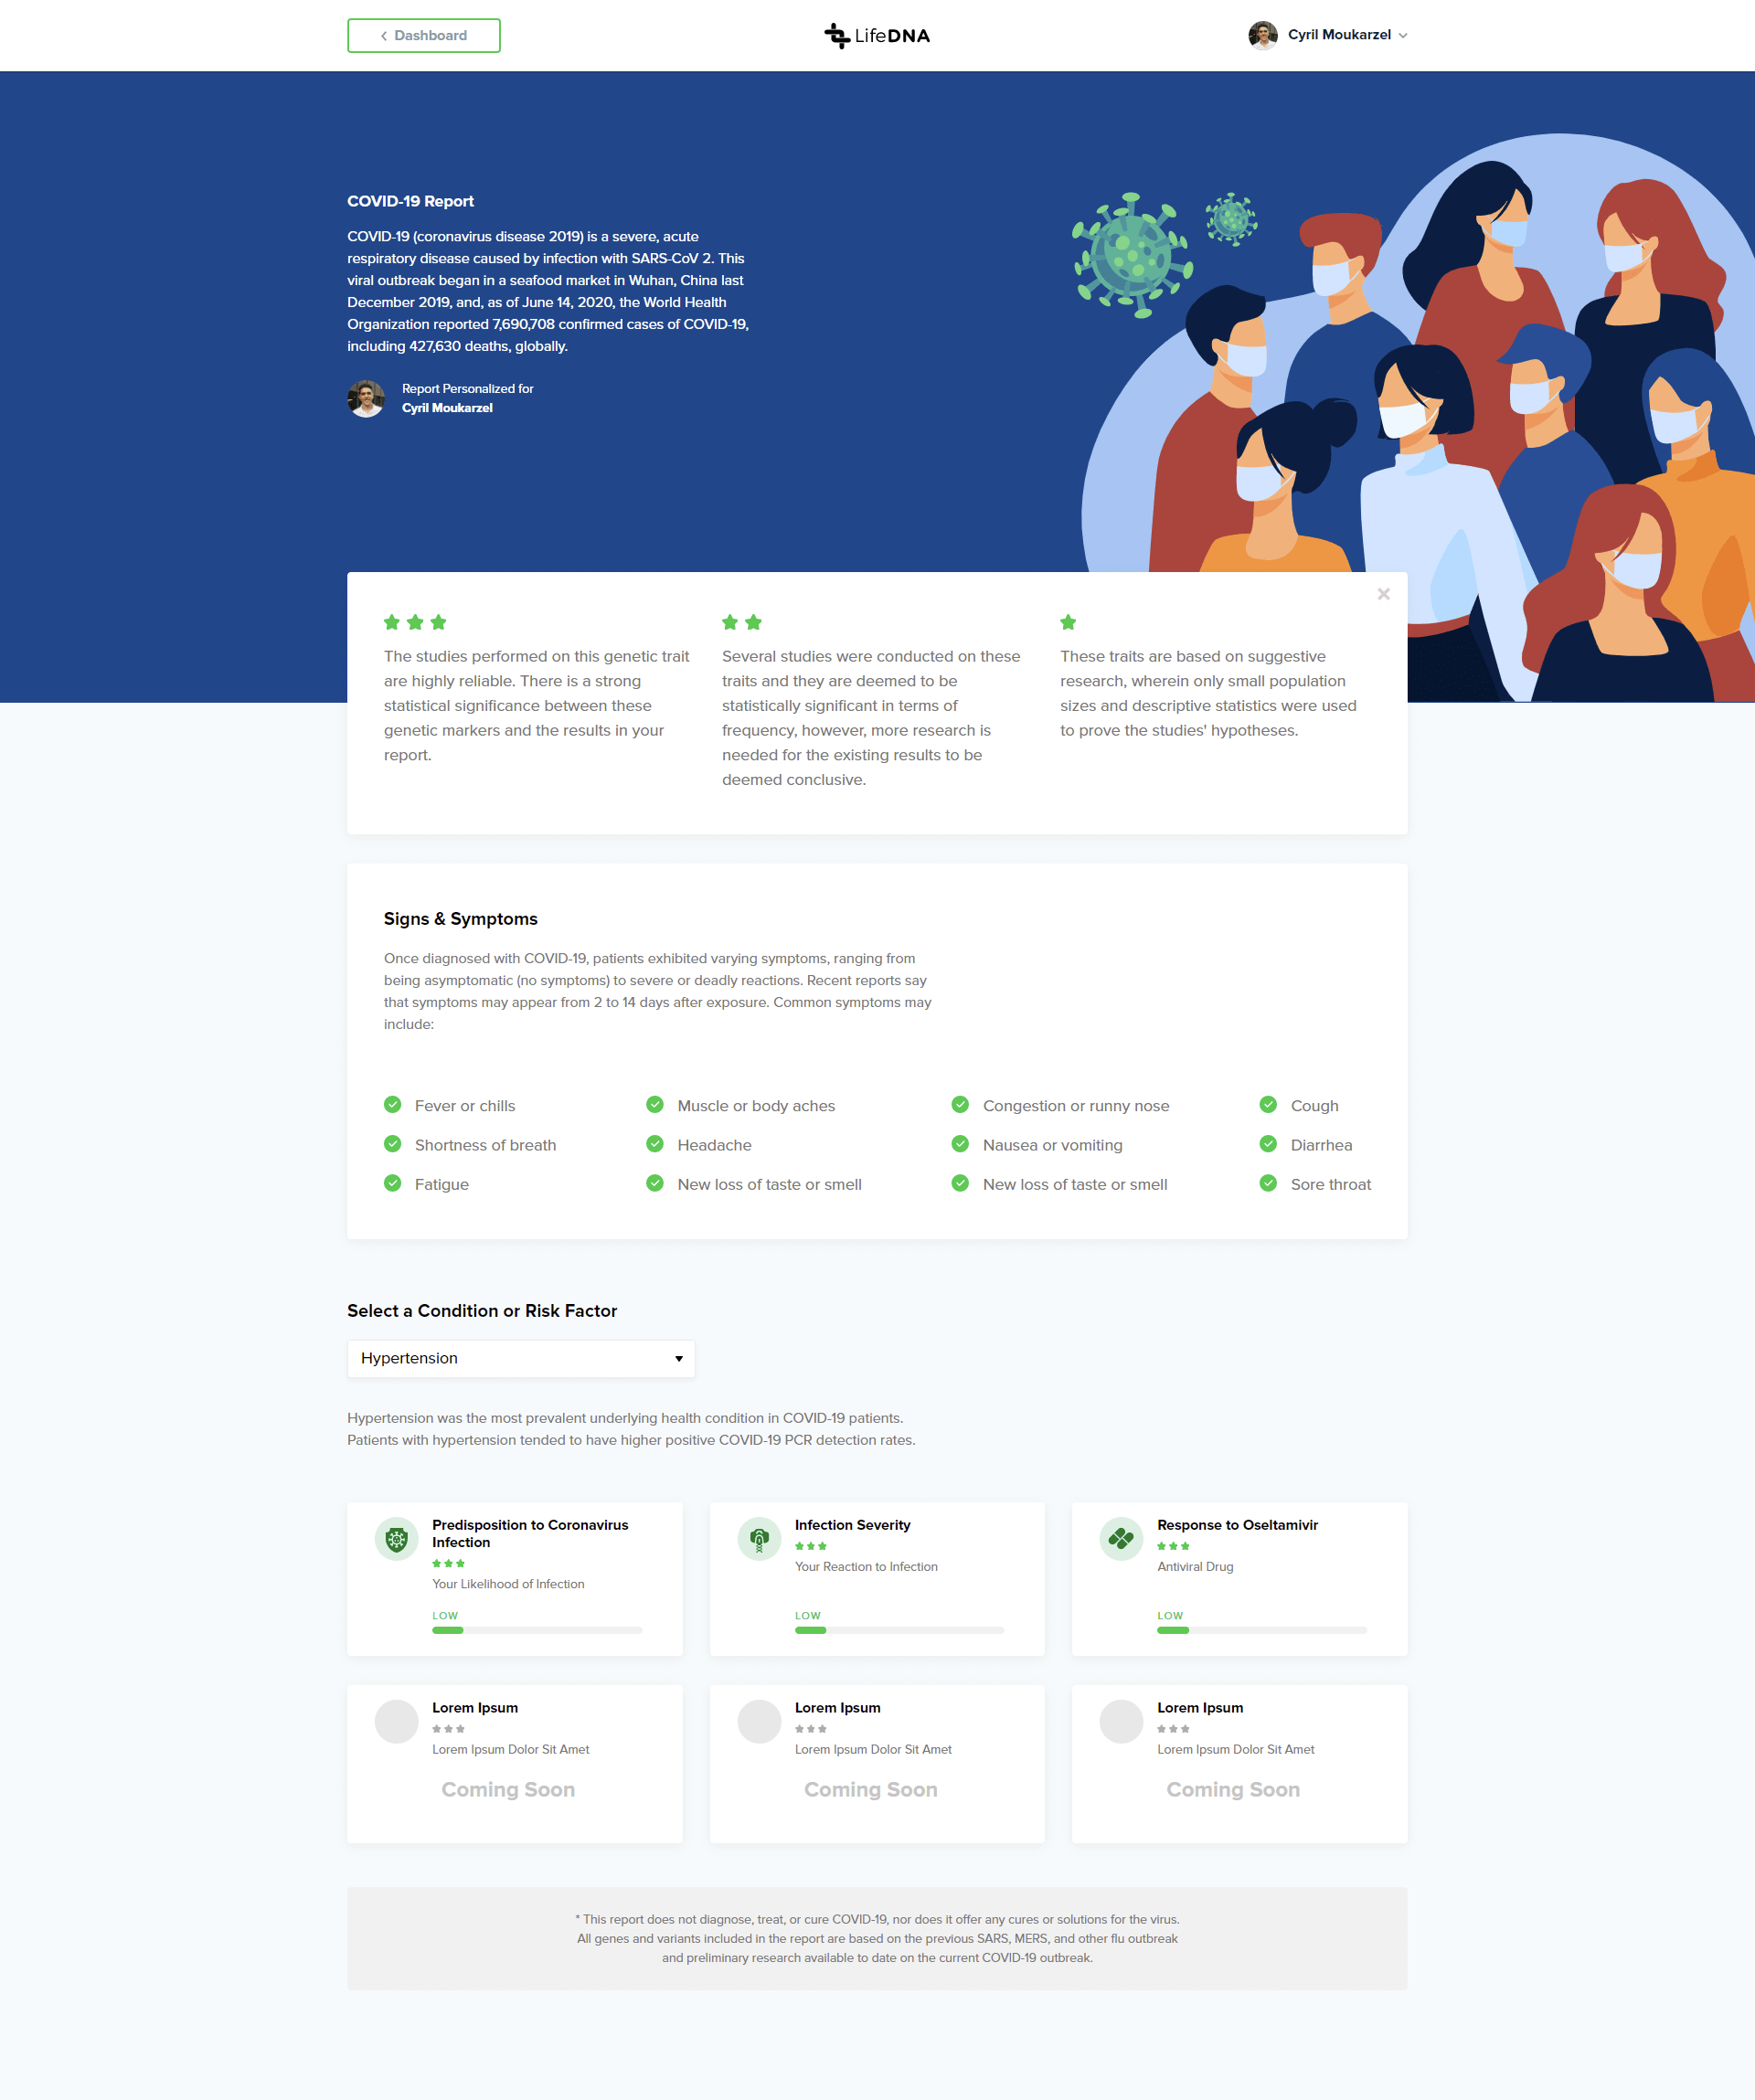 Dashboard
LifeDNA
Cyril Moukarzel
COVID-19 Report
COVID-19 (coronavirus disease 2019) is a severe, acute
respiratory disease caused by infection with SARS-CoV 2. This
viral outbreak began in a seafood market in Wuhan, China last
December 2019, and, as of June 14, 2020, the World Health
Organization reported 7,690,708 confirmed cases of COVID-19,
including 427,630 deaths, globally.
Report Personalized for
Cyril Moukarzel
The studies performed on this genetic trait
are highly reliable. There is a strong
statistical significance between these
genetic markers and the results in your
report.
Several studies were conducted on these
traits and they are deemed to be
statistically significant in terms of
frequency, however, more research is
needed for the existing results to be
deemed conclusive.
These traits are based on suggestive
research, wherein only small population
sizes and descriptive statistics were used
to prove the studies' hypotheses.
Signs & Symptoms
Once diagnosed with COVID-19, patients exhibited varying symptoms, ranging from
being asymptomatic (no symptoms) to severe or deadly reactions. Recent reports say
that symptoms may appear from 2 to 14 days after exposure. Common symptoms may
include:
Fever or chills
Muscle or body aches
Congestion or runny nose
Cough
Shortness of breath
Headache
Nausea or vomiting
Diarrhea
Fatigue
New loss of taste or smell
New loss of taste or smell
Sore throat
Select a Condition or Risk Factor
Hypertension
Hypertension was the most prevalent underlying health condition in COVID-19 patients.
Patients with hypertension tended to have higher positive COVID-19 PCR detection rates.
Predisposition to Coronavirus
Infection
Your Likelihood of Infection
LOW
Infection Severity
Your Reaction to Infection
LOW
Response to Oseltamivir
Antiviral Drug
LOW
Lorem Ipsum
Lorem Ipsum Dolor Sit Amet
Coming Soon
Lorem Ipsum
Lorem Ipsum Dolor Sit Amet
Coming Soon
Lorem Ipsum
Lorem Ipsum Dolor Sit Amet
Coming Soon
* This report does not diagnose, treat, or cure COVID-19, nor does it offer any cures or solutions for the virus.
All genes and variants included in the report are based on the previous SARS, MERS, and other flu outbreak
and preliminary research available to date on the current COVID-19 outbreak.